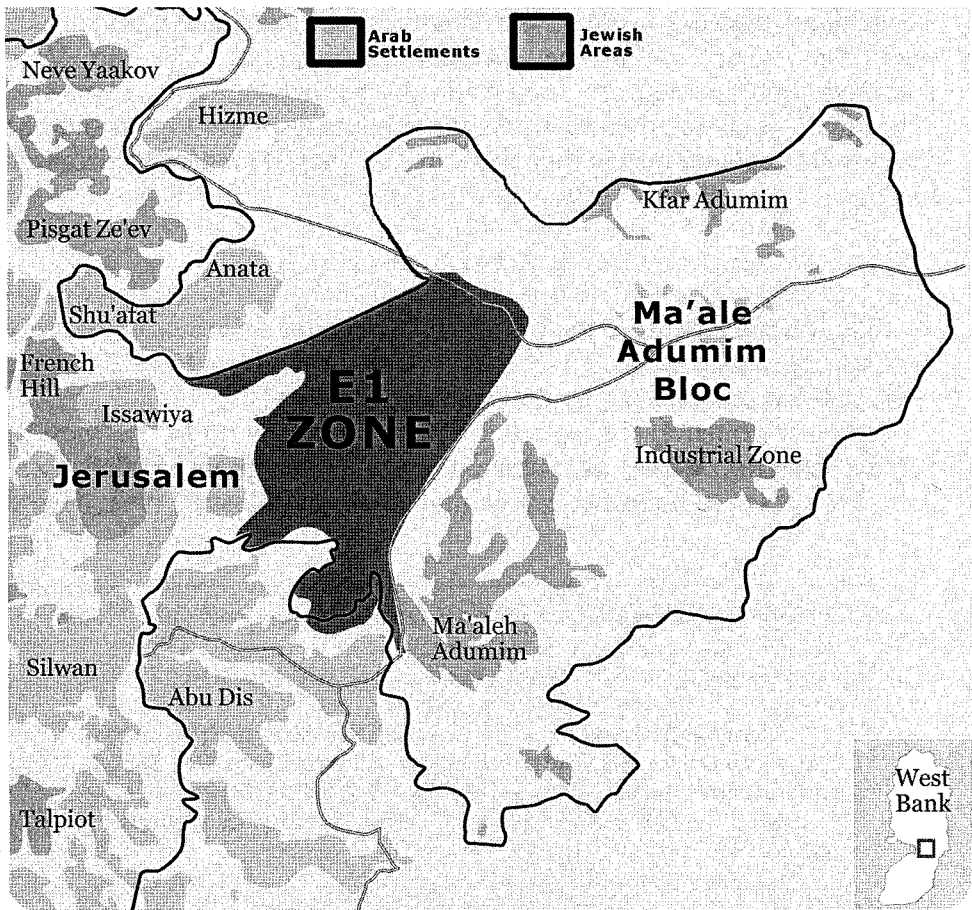 Arab
Settlements
Jewish
Areas
Neve Yaakov
Hizme
Kfar Adumim
Pisgat Ze'ev
Anata
Shu'afat
Ma’ale
Adumim
Bloc
French
Hill
E1
ZONE
Issawiya
Industrial Zone
Jerusalem
Ma'aleh
Adumim
Silwan
Abu Dis
West
Bank
Talpiot